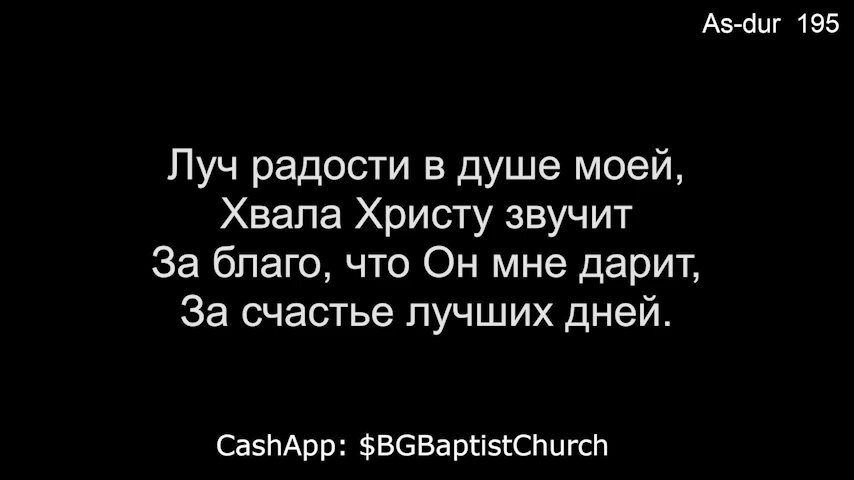 As-dur 195
Луч радости в душе моей,
Хвала Христу звучит
За благо, что Он мне дарит,
За счастье лучших дней.
CashApp: $BGBaptistChurch